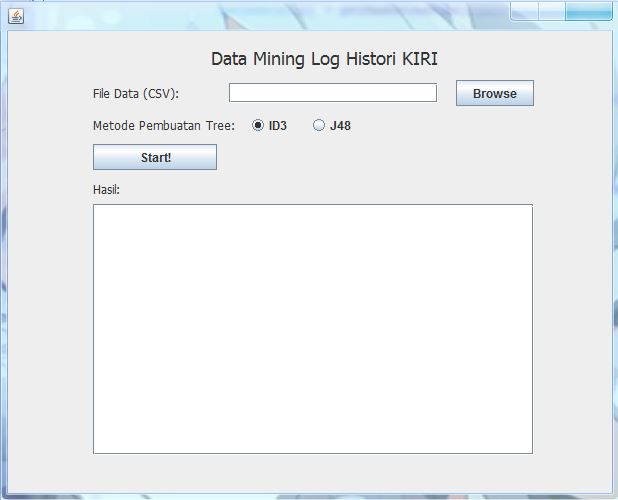 Data Mining Log Histori KIRI
File Data (CSV): Browse
Metode Pembuatan Tree: ID3 J48
Start!
Hasil: